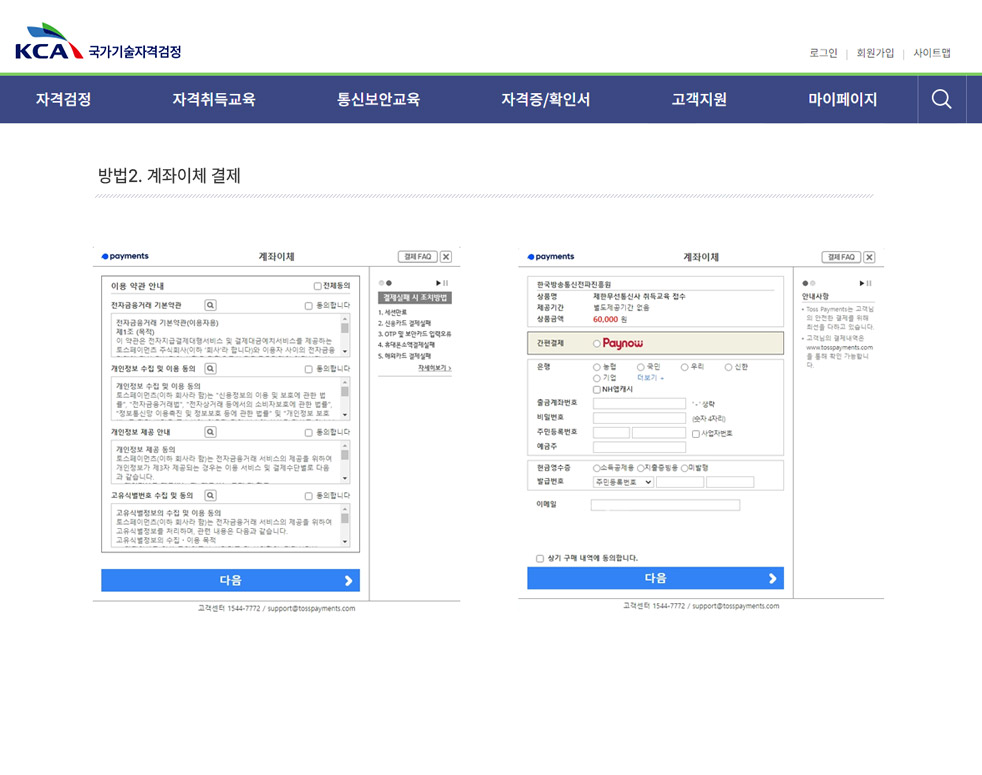 KCA 국가기술자격검정
로그인 | 회원가입 | 사이트맵
자격검정 자격취득교육 통신보안교육 자격증/확인서 고객지원 마이페이지
방법2. 계좌이체 결제
payments 계좌이체 결제 FAQ
이용 약관 안내 전체동의
전자금융거래 기본약관 동의합니다
전자금융거래 기본약관(이용자용)
제1조 (목적)
이 약관은 전자지급결제대행서비스 및 결제대금예치서비스를 제공하는
토스페이먼츠 주식회사(이하 '회사'라 합니다)와 이용자 사이의 전자금융
개인정보 수집 및 이용 동의 동의합니다
개인정보 수집 및 이용 동의
토스페이먼츠(이하 회사라 함)는 "신용정보의 이용 및 보호에 관한 법
률", "전자금융거래법", "전자상거래 등에서의 소비자보호에 관한 법률",
"정보통신망 이용촉진 및 정보보호 등에 관한 법률" 및 "개인정보 보호
개인정보 제공 안내 동의합니다
개인정보 제공 동의
토스페이먼츠(이하 회사라 함)는 전자금융거래 서비스의 제공을 위하여
개인정보가 제3자 제공되는 경우는 이용 서비스 및 결제수단별로 다음
과 같습니다.
고유식별번호 수집 및 동의 동의합니다
고유식별정보의 수집 및 이용 동의
토스페이먼츠(이하 회사라 함)는 전자금융거래 서비스의 제공을 위하여
고유식별정보를 처리하며, 관련 내용은 다음과 같습니다.
고유식별정보의 수집 · 이용 목적
다음
결제실패 시 조치방법
1. 세션만료
2. 신용카드 결제실패
3. OTP 및 보안카드 입력오류
4. 휴대폰소액결제실패
5. 해외카드 결제실패
자세히보기 >
고객센터 1544-7772 / support@tosspayments.com
payments 계좌이체 결제 FAQ
한국방송통신전파진흥원
상품명 제한무선통신사 취득교육 접수
제공기간 별도제공기간 없음
상품금액 60,000 원
간편결제 Paynow
은행 농협 국민 우리 신한
기업 더보기
NH앱캐시
출금계좌번호 '-' 생략
비밀번호 (숫자 4자리)
주민등록번호 사업자번호
예금주
현금영수증 소득공제용 지출증빙용 미발행
발급번호 주민등록번호
이메일
상기 구매 내역에 동의합니다.
다음
안내사항
• Toss Payments는 고객님
의 안전한 결제를 위해
최선을 다하고 있습니다.
• 고객님의 결제내역은
www.tosspayments.com
을 통해 확인 가능합니
다.
고객센터 1544-7772 / support@tosspayments.com